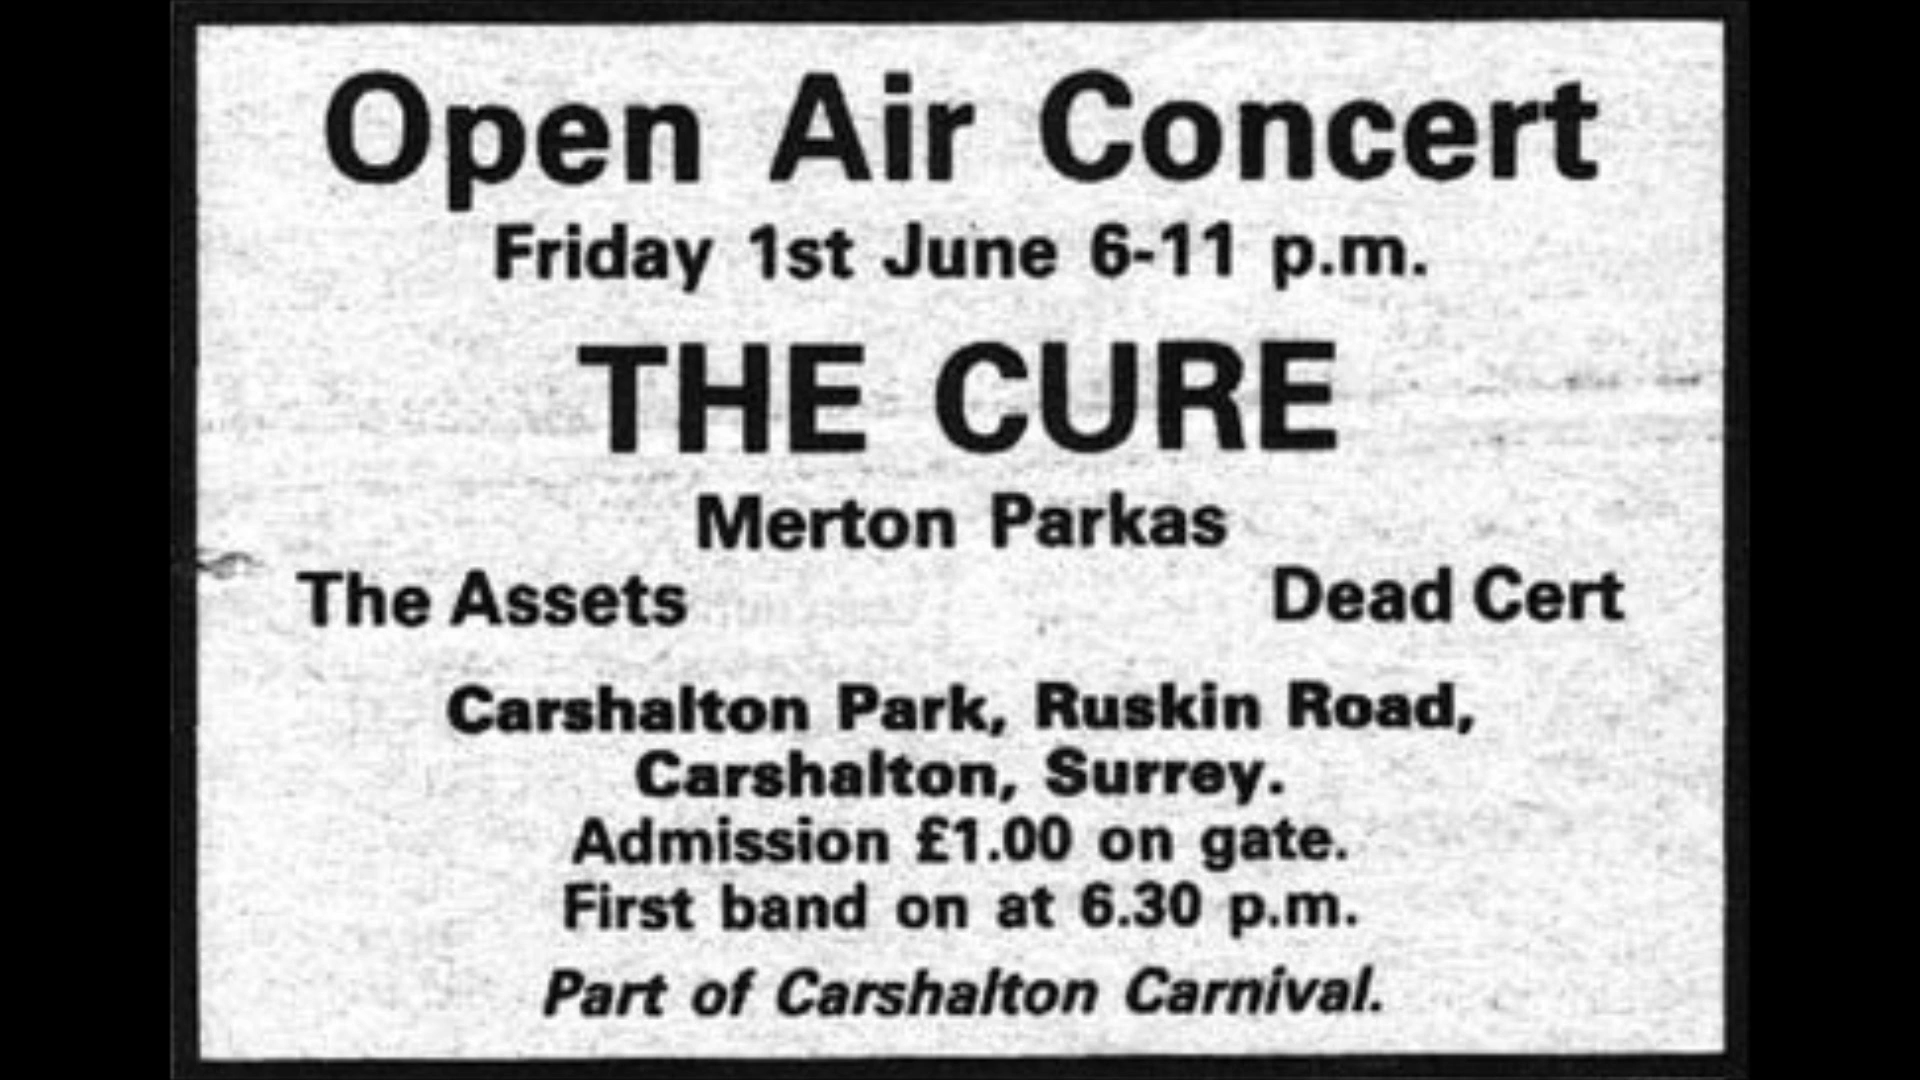 Open Air Concert
Friday 1st June 6-11 p.m.
THE CURE
Merton Parkas
The Assets Dead Cert
Carshalton Park, Ruskin Road,
Carshalton, Surrey.
Admission £1.00 on gate.
First band on at 6.30 p.m.
Part of Carshalton Carnival.